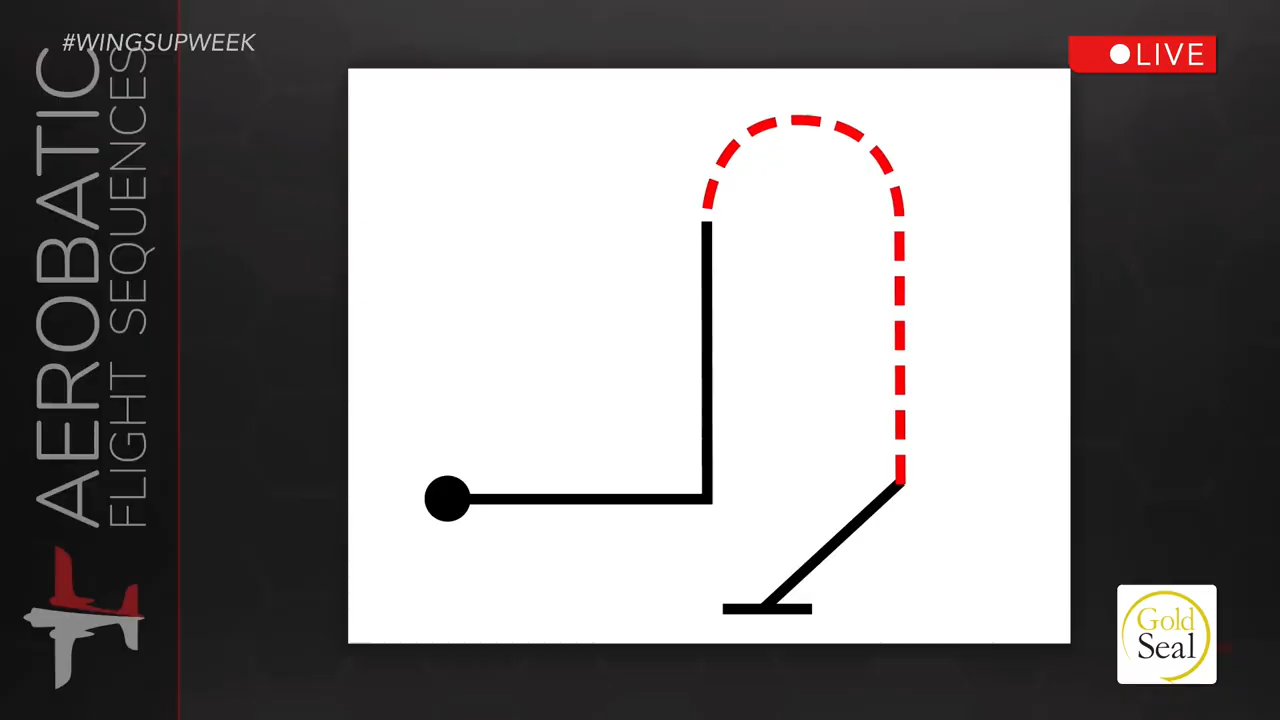 #WINGSUPWEEK
LIVE
AEROBATIC
FLIGHT SEQUENCES
Gold
Seal